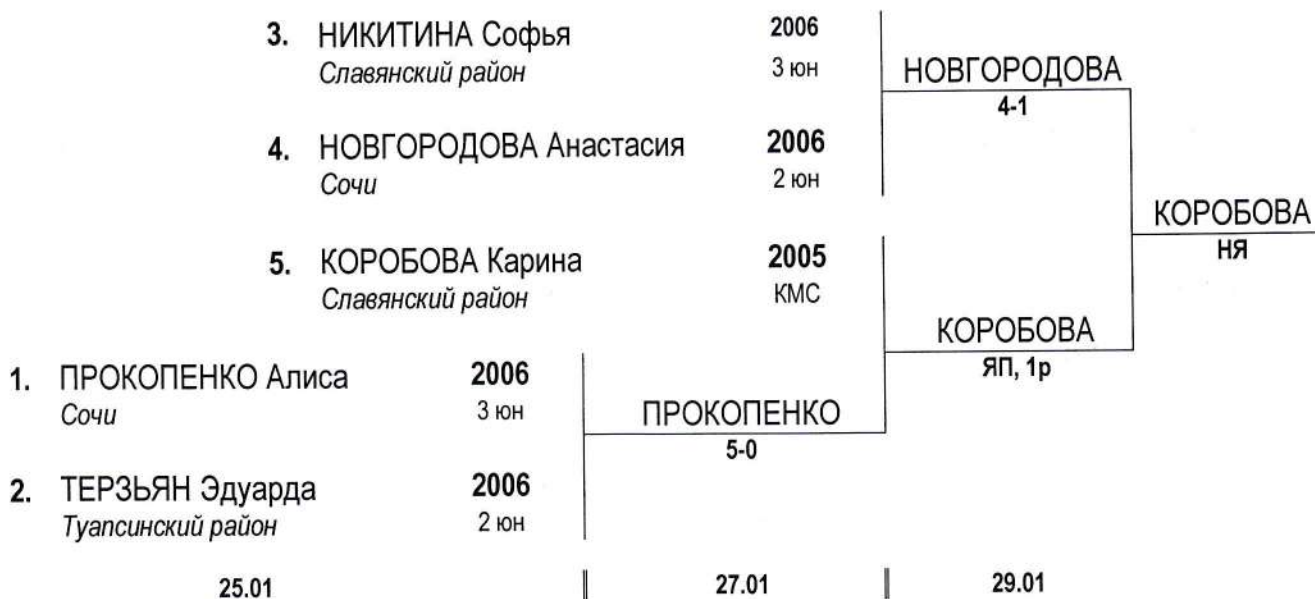 3. НИКИТИНА Софья 2006
Славянский район 3 юн
НОВГОРОДОВА
4-1
4. НОВГОРОДОВА Анастасия 2006
Сочи 2 юн
КОРОБОВА
НЯ
5. КОРОБОВА Карина 2005
Славянский район КМС
КОРОБОВА
ЯП, 1р
1. ПРОКОПЕНКО Алиса 2006
Сочи 3 юн
ПРОКОПЕНКО
5-0
2. ТЕРЗЬЯН Эдуарда 2006
Туапсинский район 2 юн
25.01 27.01 29.01